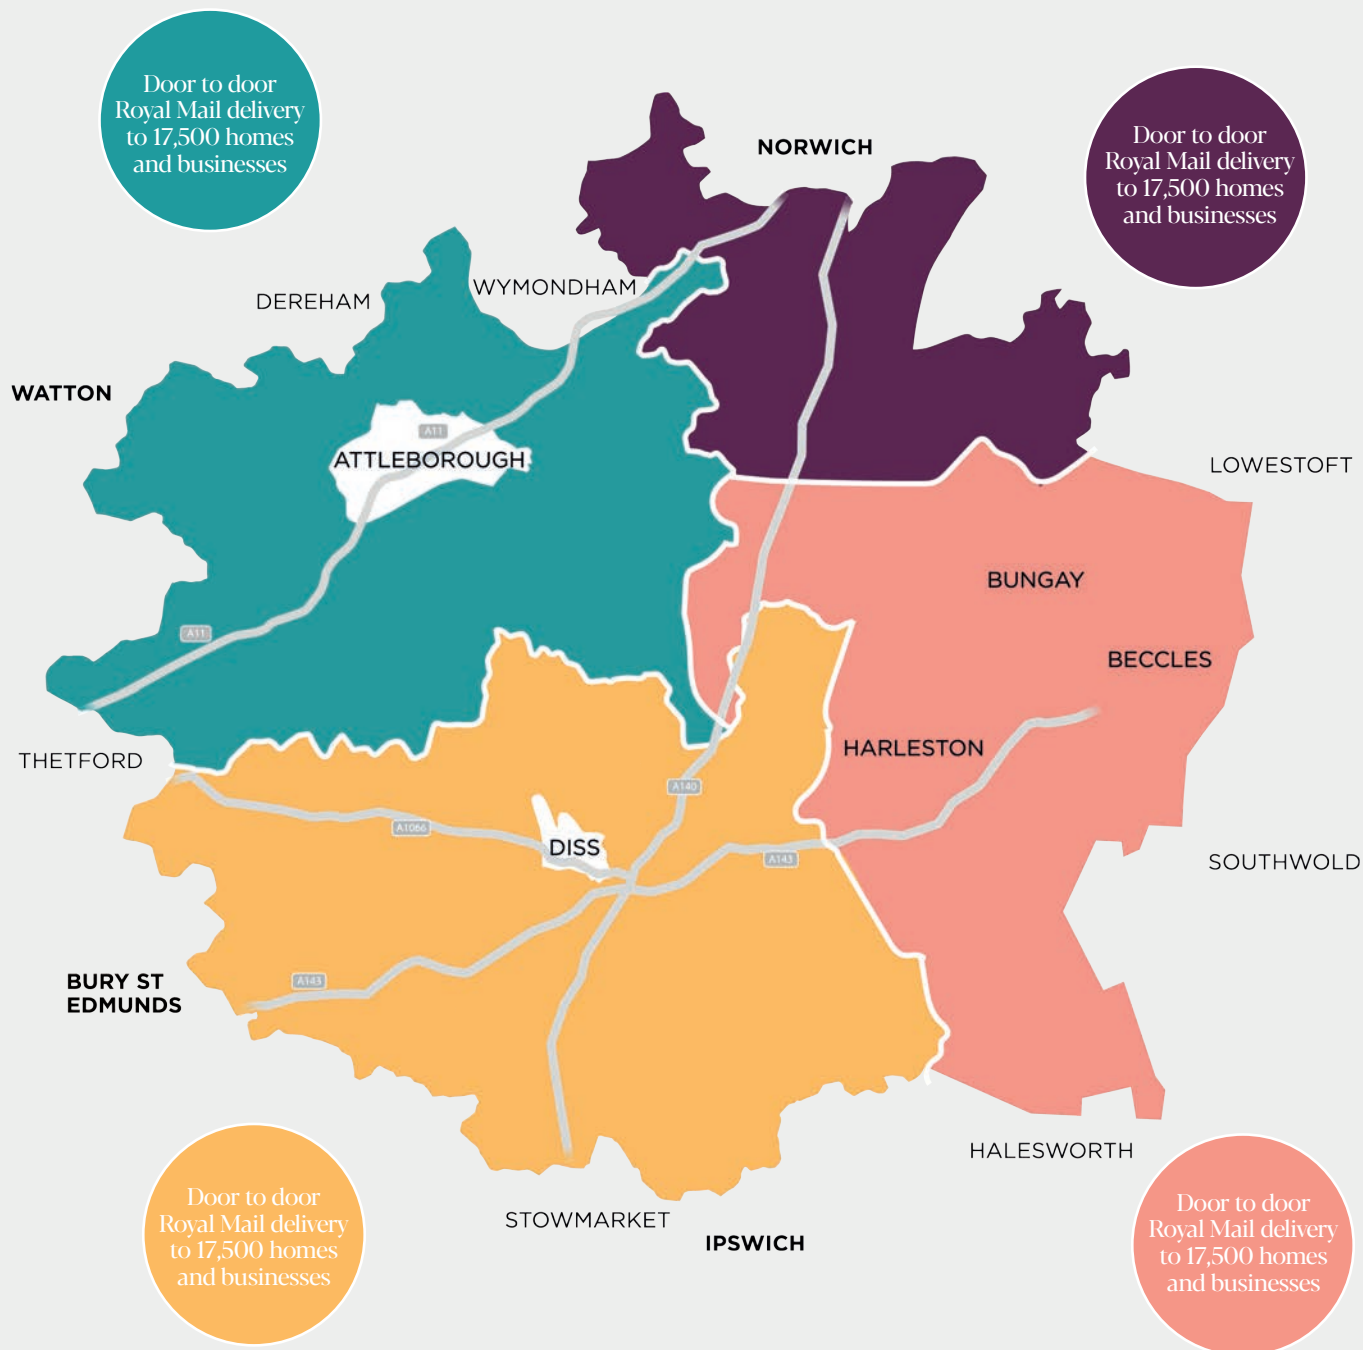 Door to door
Royal Mail delivery
to 17,500 homes
and businesses
Door to door
Royal Mail delivery
to 17,500 homes
and businesses
NORWICH
WYMONDHAM
DEREHAM
WATTON
A11
ATTLEBOROUGH
LOWESTOFT
BUNGAY
A11
BECCLES
THETFORD
HARLESTON
A140
A1066
DISS
A143
SOUTHWOLD
BURY ST
EDMUNDS
A143
HALESWORTH
STOWMARKET
IPSWICH
Door to door
Royal Mail delivery
to 17,500 homes
and businesses
Door to door
Royal Mail delivery
to 17,500 homes
and businesses